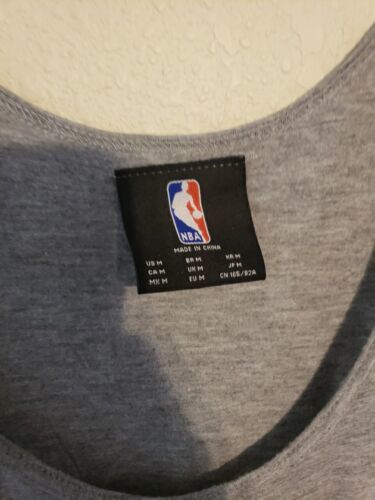 NBA
MADE IN CHINA
US M BR M KR M
CA M UK M JP M
MX M EU M CN 165/92A